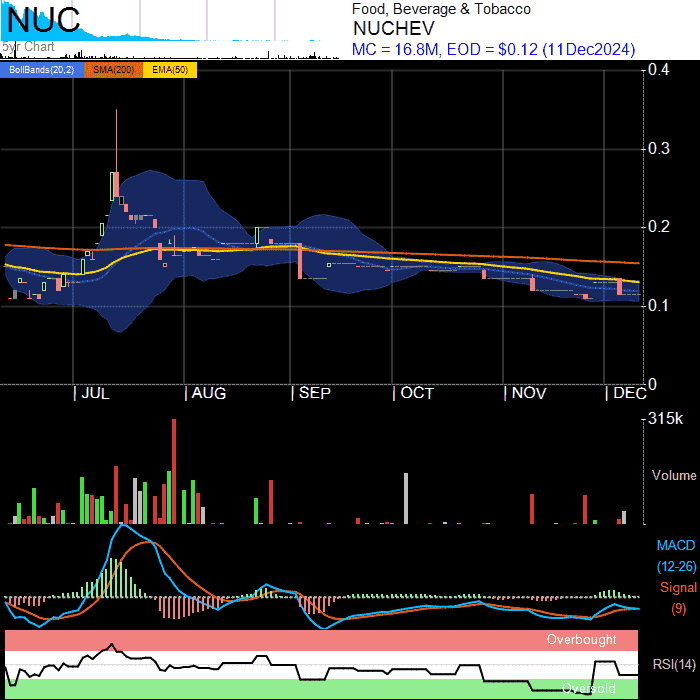 NUC
5yr Chart
Food, Beverage & Tobacco
NUCHEV
MC = 16.8M, EOD = $0.12 (11Dec2024)
BollBands(20,2) SMA(200) EMA(50)
0.4
0.3
0.2
0.1
0
JUL AUG SEP OCT NOV DEC
315k
Volume
MACD
(12-26)
Signal
(9)
Overbought
RSI(14)
Oversold